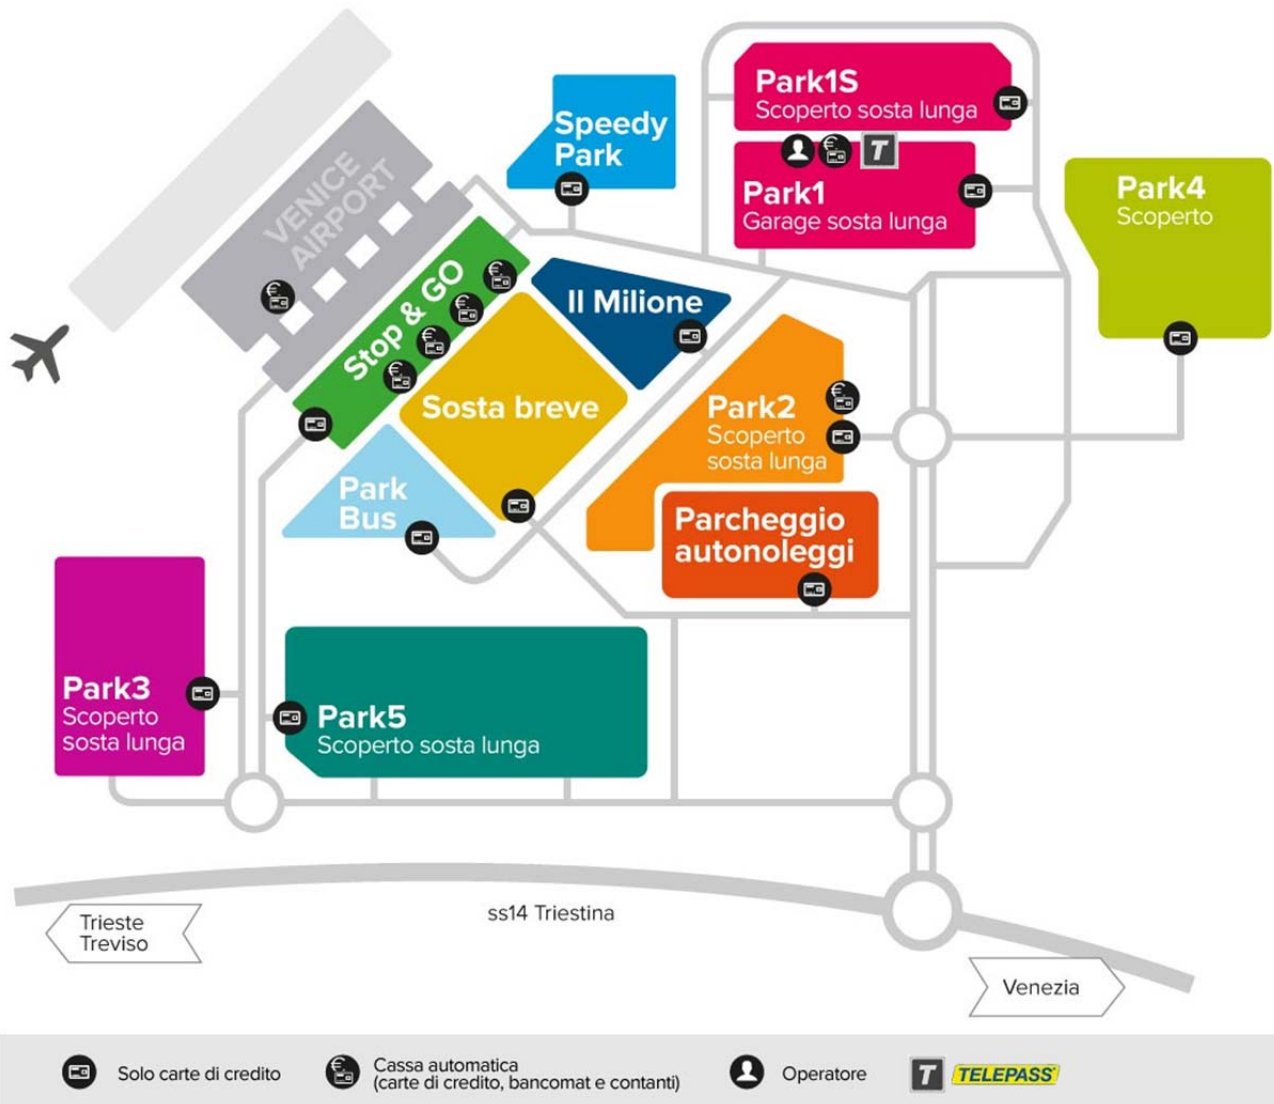 Park1S
Scoperto sosta lunga
Speedy
Park
T
Park1
Garage sosta lunga
Park4
Scoperto
VENICE
AIRPORT
Stop & GO
Il Milione
Sosta breve
Park2
Scoperto
sosta lunga
Park
Bus
Parcheggio
autonoleggi
Park3
Scoperto
sosta lunga
Park5
Scoperto sosta lunga
ss14 Triestina
Trieste
Treviso
Venezia
Solo carte di credito
Cassa automatica
(carte di credito, bancomat e contanti)
Operatore
T TELEPASS